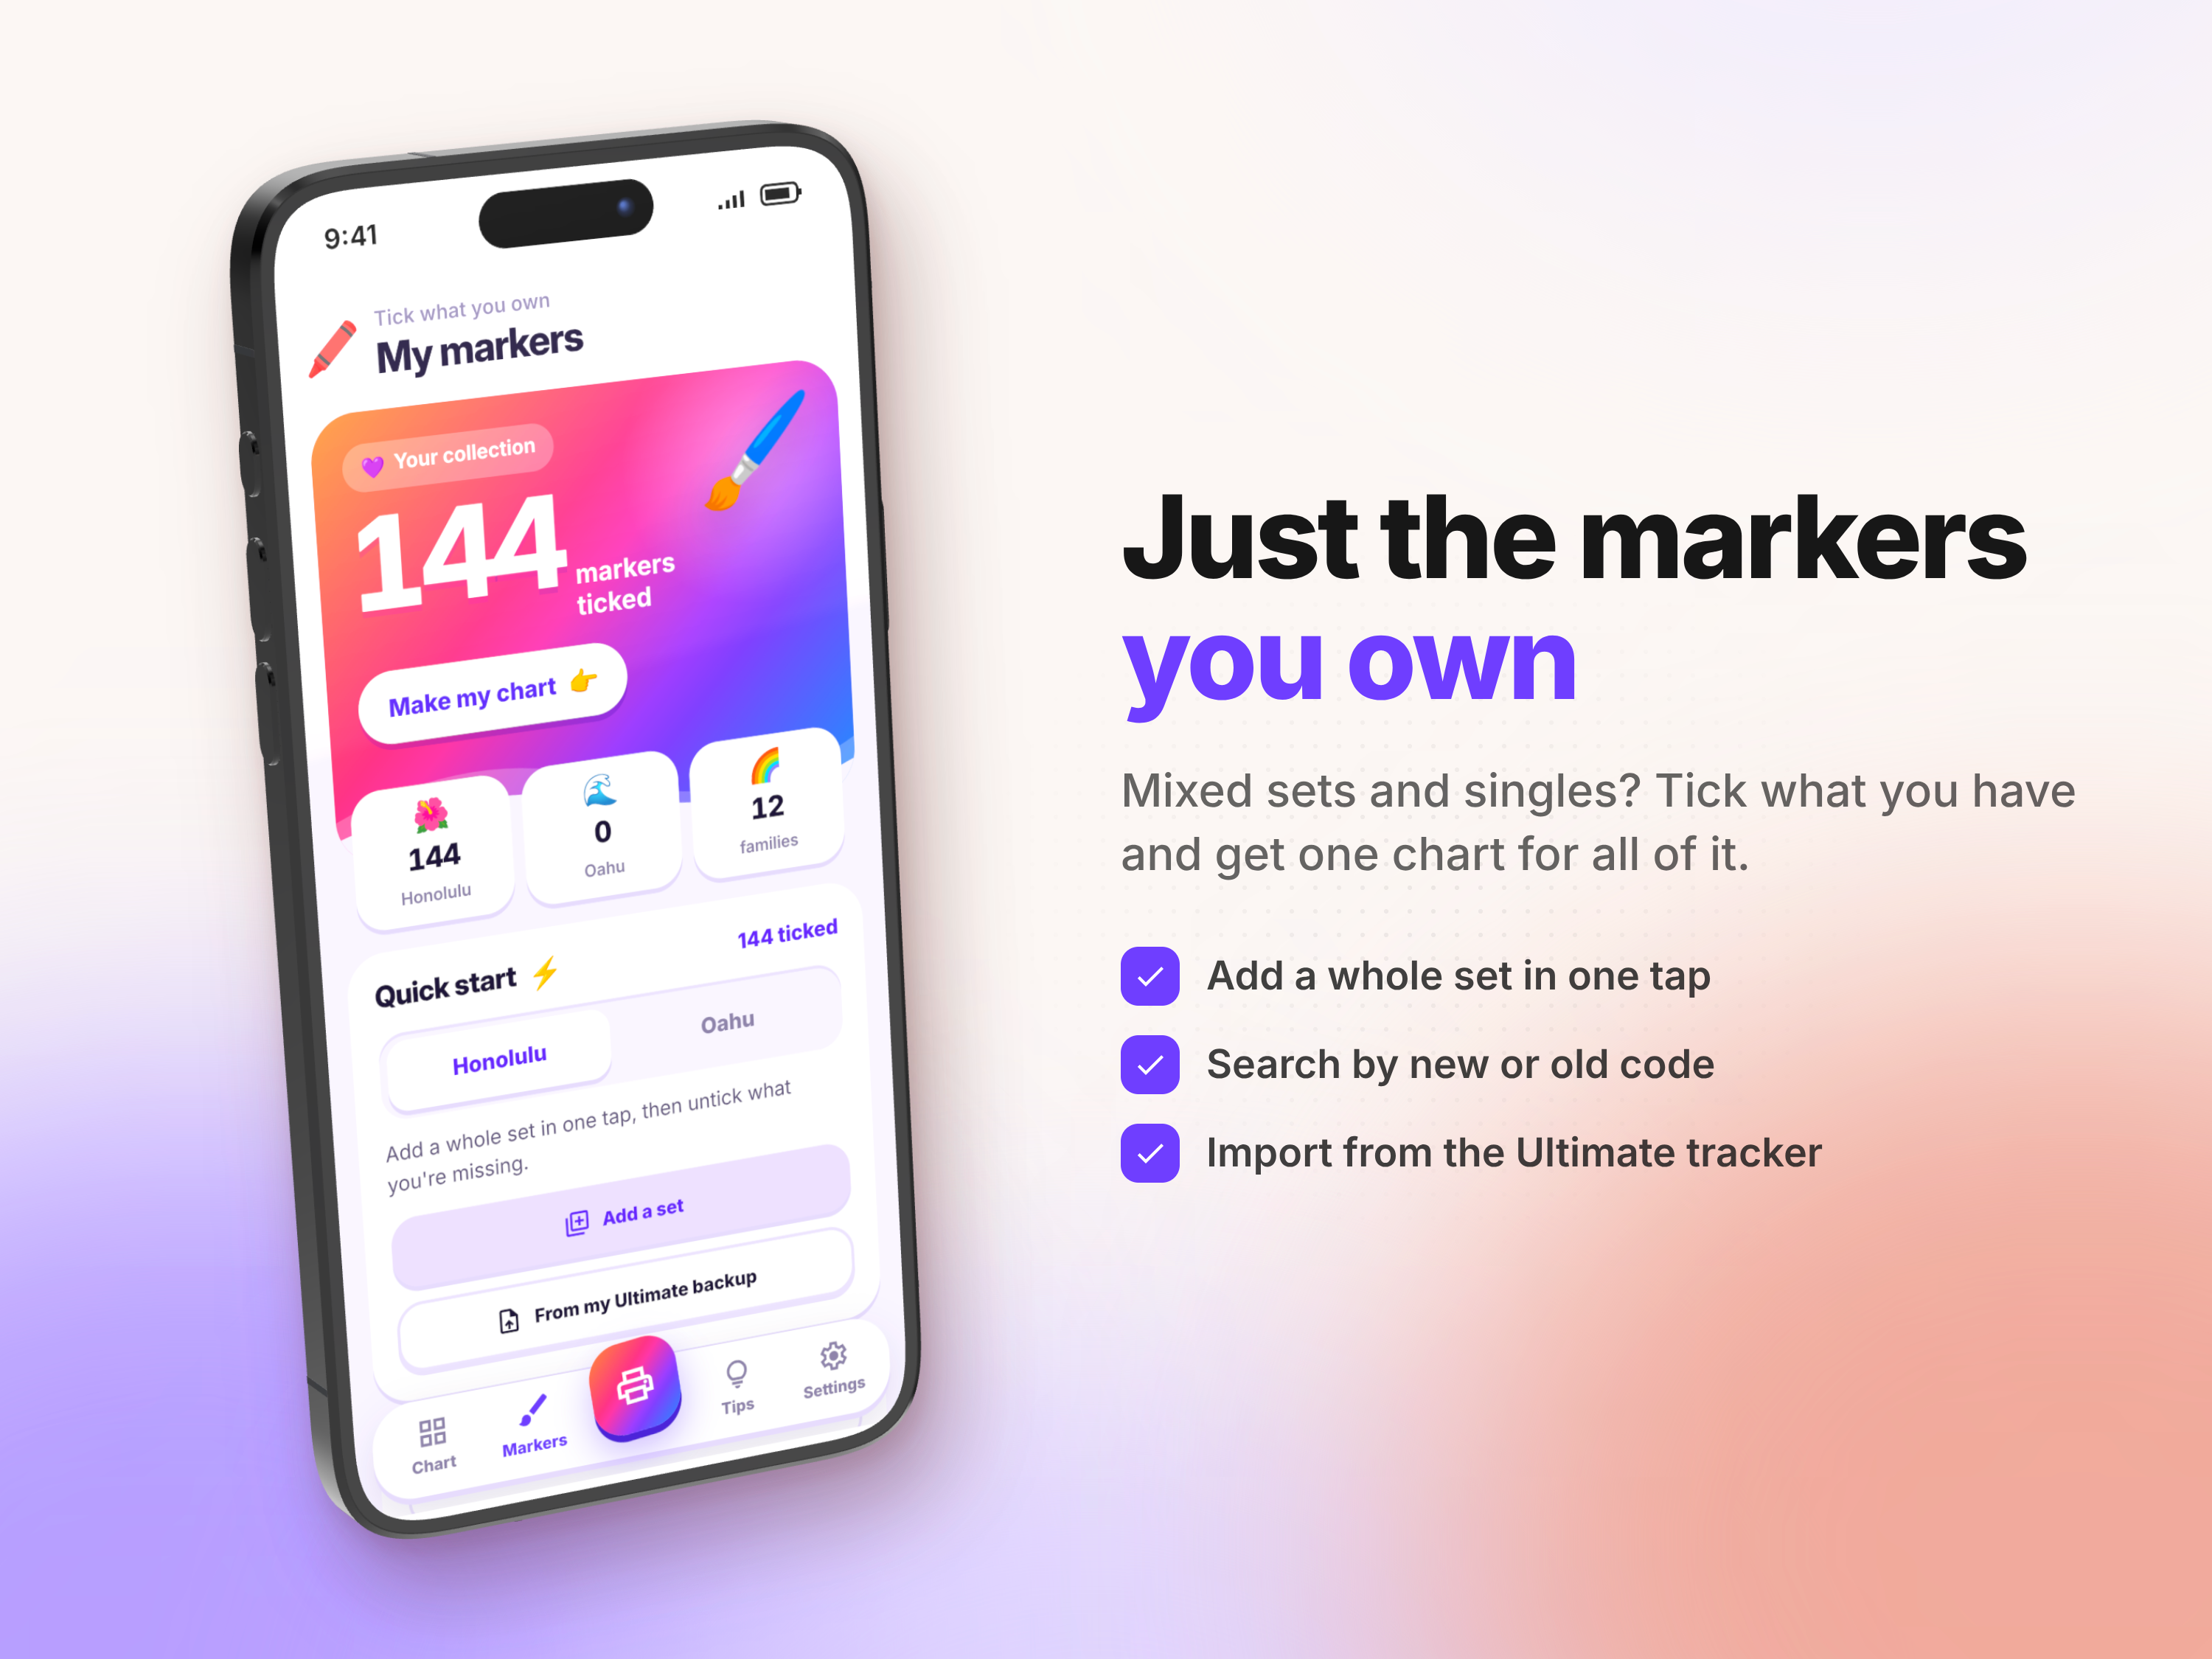 9:41
Tick what you own
My markers
Your collection
144 markers
ticked
Make my chart
144
Honolulu
0
Oahu
12
families
Quick start
144 ticked
Honolulu
Oahu
Add a whole set in one tap, then untick what
you're missing.
Add a set
From my Ultimate backup
Chart
Markers
Tips
Settings
Just the markers
you own
Mixed sets and singles? Tick what you have
and get one chart for all of it.
Add a whole set in one tap
Search by new or old code
Import from the Ultimate tracker